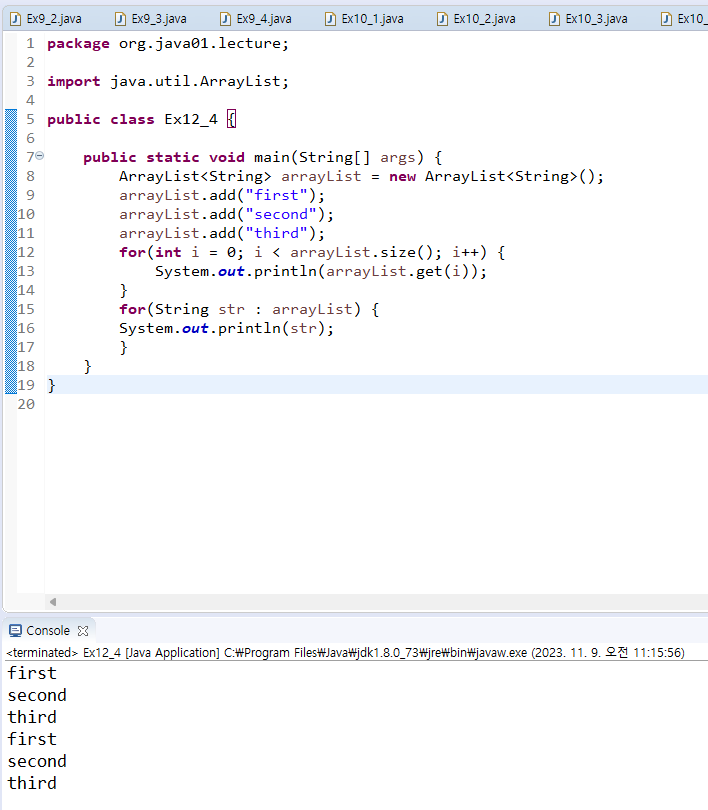 Ex9_2.java Ex9_3.java Ex9_4.java Ex10_1.java Ex10_2.java Ex10_3.java Ex10_
1 package org.java01.lecture;
2
3 import java.util.ArrayList;
4
5 public class Ex12_4 {
6
7     public static void main(String[] args) {
8         ArrayList<String> arrayList = new ArrayList<String>();
9         arrayList.add("first");
10         arrayList.add("second");
11         arrayList.add("third");
12         for(int i = 0; i < arrayList.size(); i++) {
13             System.out.println(arrayList.get(i));
14         }
15         for(String str : arrayList) {
16         System.out.println(str);
17         }
18     }
19 }
20
Console
<terminated> Ex12_4 [Java Application] C:₩Program Files₩Java₩jdk1.8.0_73₩jre₩bin₩javaw.exe (2023. 11. 9. 오전 11:15:56)
first
second
third
first
second
third